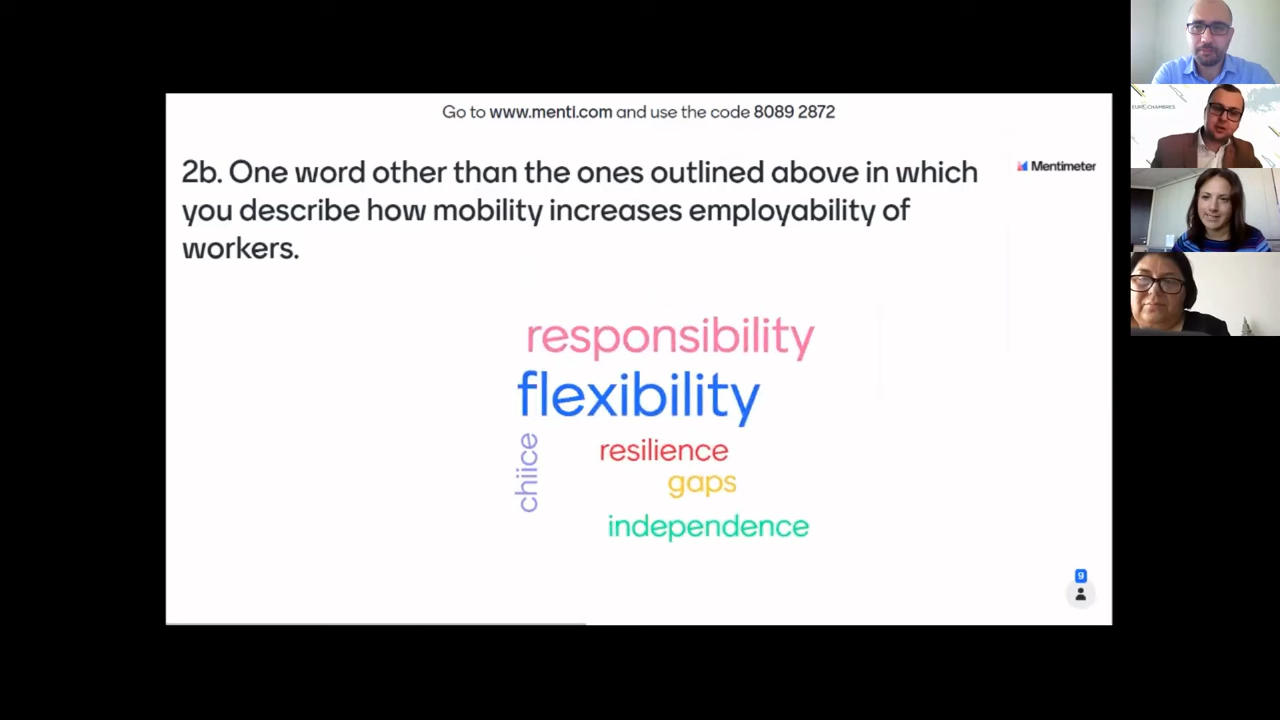 Go to www.menti.com and use the code 8089 2872
Mentimeter
2b. One word other than the ones outlined above in which
you describe how mobility increases employability of
workers.
responsibility
flexibility
chiice
resilience
gaps
independence
9
EUROCHAMBRES